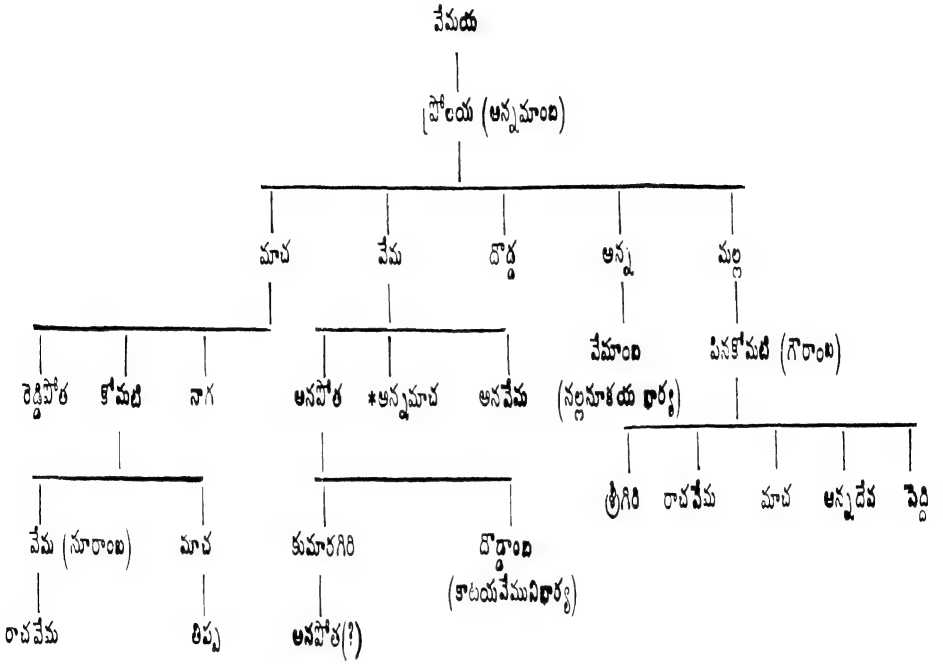 వేమయ
ప్రోలయ (అన్నమాంబ)
మాచ వేమ దొడ్డ అన్న మల్ల
వేమాంబ పినకోమటి (గౌరాంబ)
రెడ్డిపోత కోమటి నాగ అనపోత *అన్నమాచ అనవేమ (నల్లనూకయ భార్య)
శ్రీగిరి రాచవేమ మాచ అన్నదేవ పెద్ది
వేమ (సూరాంబ) మాచ కుమారగిరి దొడ్డాంబ
(కాటయవేముని భార్య)
రాచవేమ తిప్ప అనపోత(?)